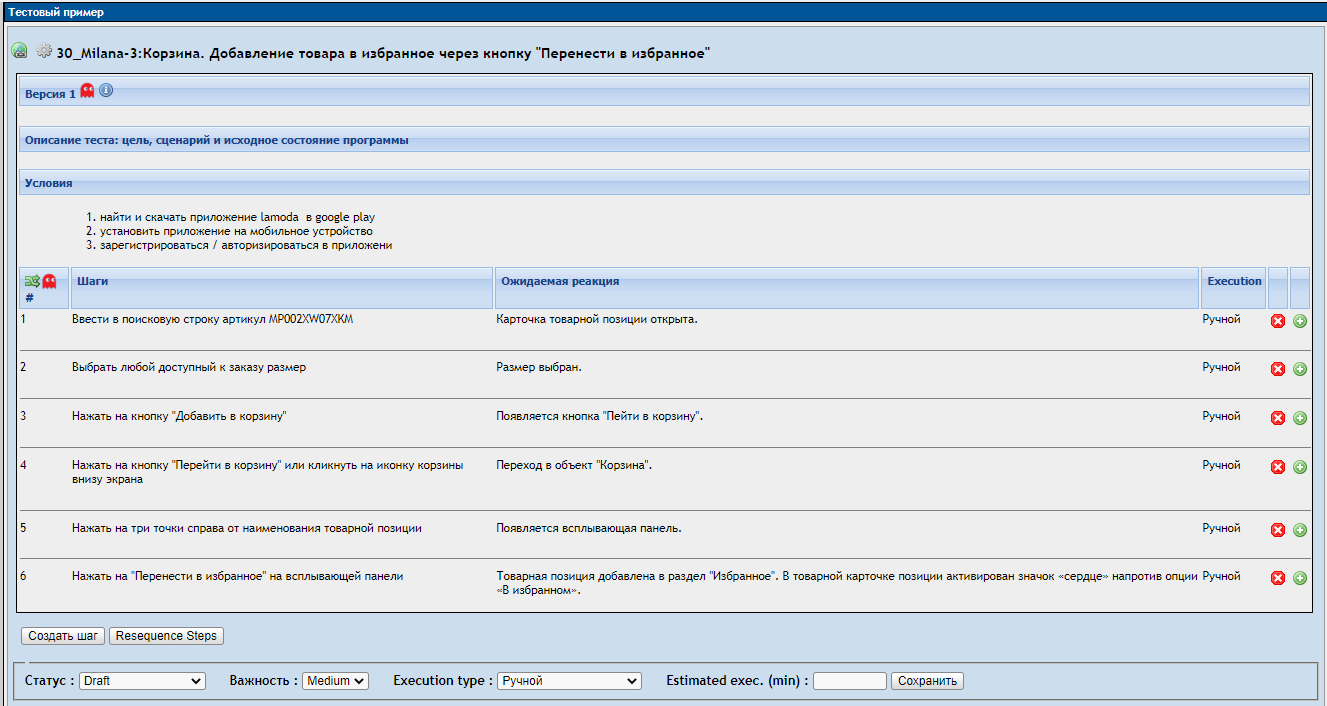 Тестовый пример
30_Milana-3:Корзина. Добавление товара в избранное через кнопку "Перенести в избранное"
Версия 1
Описание теста: цель, сценарий и исходное состояние программы
Условия
1. найти и скачать приложение lamoda в google play
2. установить приложение на мобильное устройство
3. зарегистрироваться / авторизироваться в приложени
# Шаги Ожидаемая реакция Execution
1 Ввести в поисковую строку артикул MP002XW07XKM Карточка товарной позиции открыта. Ручной
2 Выбрать любой доступный к заказу размер Размер выбран. Ручной
3 Нажать на кнопку "Добавить в корзину" Появляется кнопка "Пейти в корзину". Ручной
4 Нажать на кнопку "Перейти в корзину" или кликнуть на иконку корзины Переход в объект "Корзина". Ручной
внизу экрана
5 Нажать на три точки справа от наименования товарной позиции Появляется всплывающая панель. Ручной
6 Нажать на "Перенести в избранное" на всплывающей панели Товарная позиция добавлена в раздел "Избранное". В товарной карточке позиции активирован значок «сердце» напротив опции Ручной
«В избранном».
Создать шаг Resequence Steps
Статус : Draft Важность : Medium Execution type : Ручной Estimated exec. (min) : Сохранить